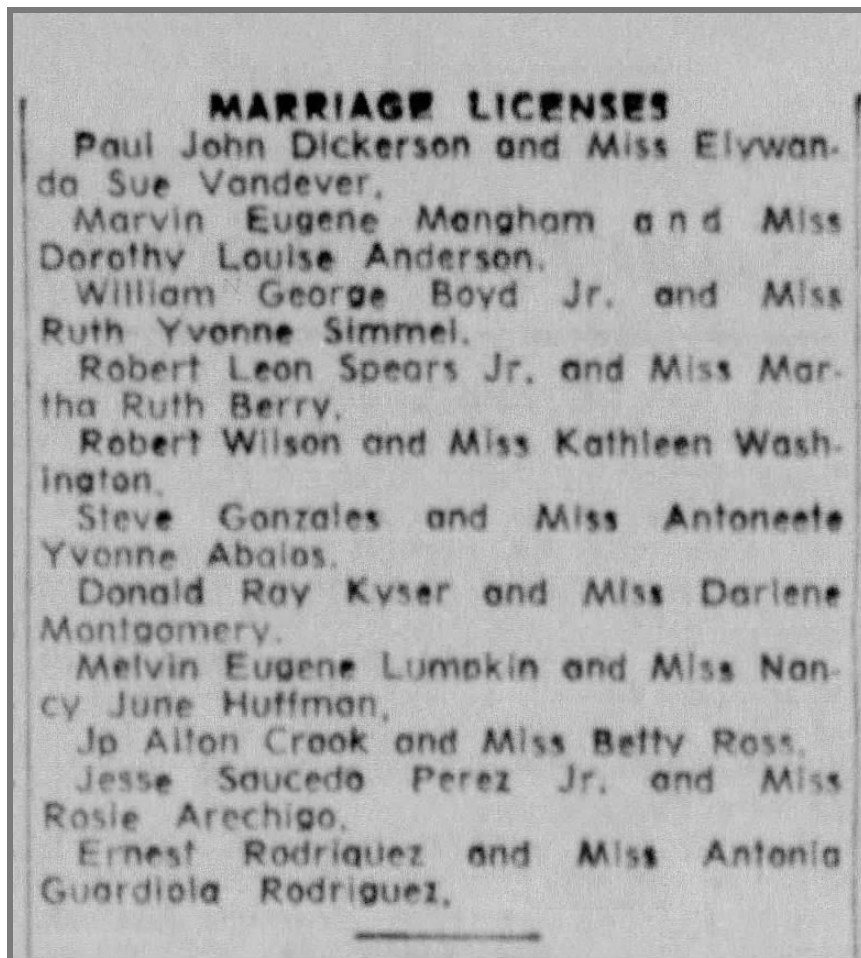 MARRIAGE LICENSES
Paul John Dickerson and Miss Elywan-
da Sue Vandever.
Marvin Eugene Mangham and Miss
Dorothy Louise Anderson.
William George Boyd Jr. and Miss
Ruth Yvonne Simmel.
Robert Leon Spears Jr. and Miss Mar-
tha Ruth Berry.
Robert Wilson and Miss Kathleen Wash-
ington.
Steve Gonzales and Miss Antoneete
Yvonne Abalos.
Donald Ray Kyser and Miss Darlene
Montgomery.
Melvin Eugene Lumpkin and Miss Nan-
cy June Huffman.
Jo Alton Crook and Miss Betty Ross.
Jesse Saucedo Perez Jr. and Miss
Rosie Arechigo.
Ernest Rodriquez and Miss Antonia
Guardiola Rodriguez.